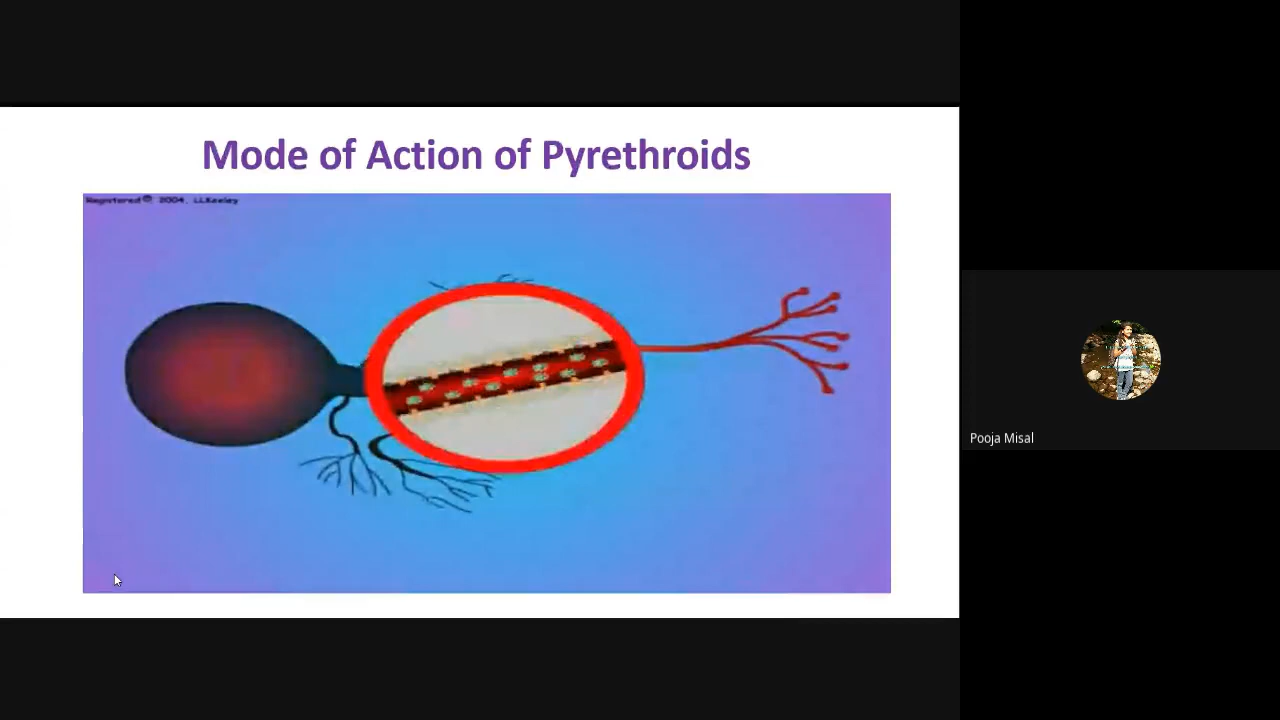 Mode of Action of Pyrethroids
Registered© 2004. LLKeeley
Pooja Misal